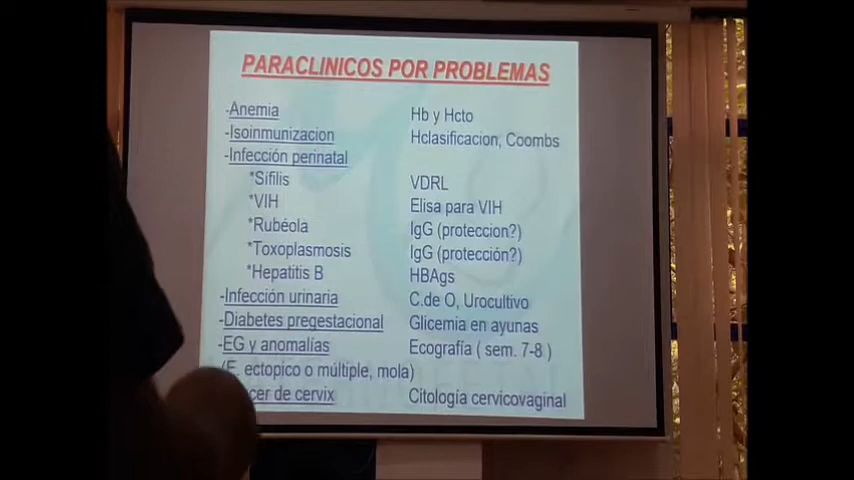 PARACLINICOS POR PROBLEMAS
-Anemia Hb y Hcto
-Isoinmunizacion Hclasificacion, Coombs
-Infección perinatal
*Sífilis VDRL
*VIH Elisa para VIH
*Rubéola IgG (proteccion?)
*Toxoplasmosis IgG (protección?)
*Hepatitis B HBAgs
-Infección urinaria C.de O, Urocultivo
-Diabetes pregestacional Glicemia en ayunas
-EG y anomalías Ecografía ( sem. 7-8 )
(E. ectopico o múltiple, mola)
cer de cervix Citología cervicovaginal